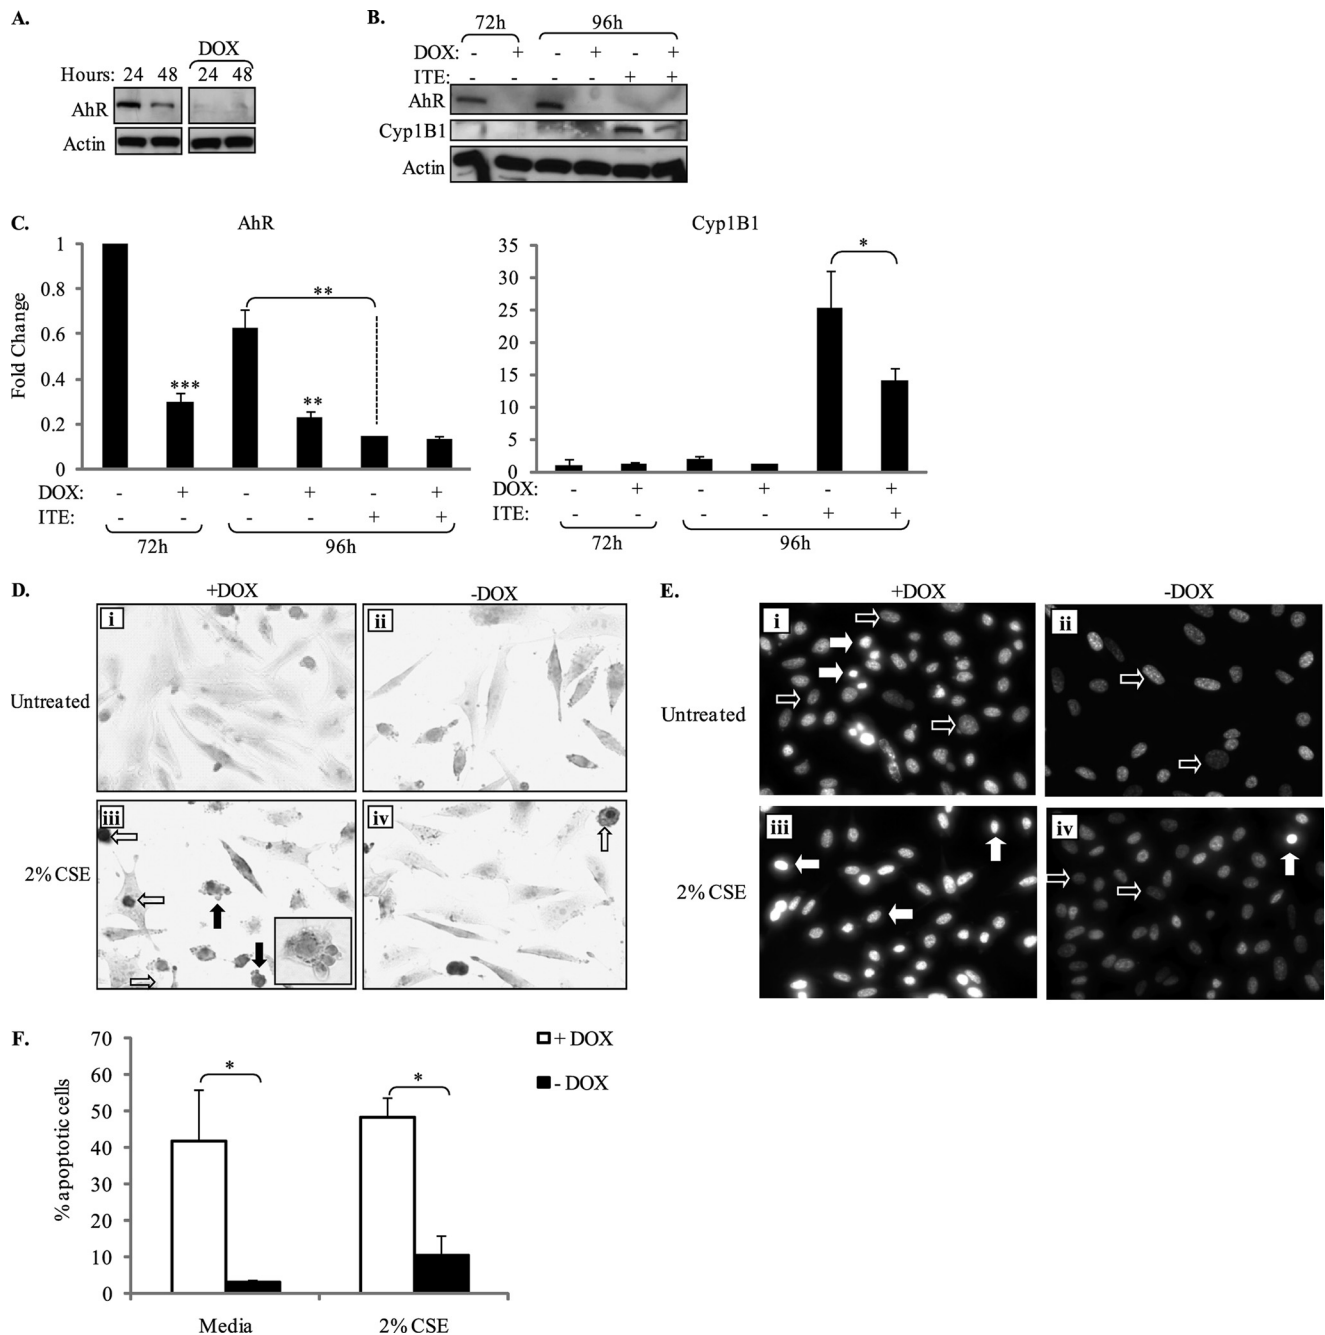 A.
DOX
Hours: 24 48 24 48
AhR
Actin
B.
72h 96h
DOX: - + - + - +
ITE: - - - - + +
AhR
Cyp1B1
Actin
C.
AhR
Fold Change
1
0.8
0.6
0.4
0.2
0
***
**
**
DOX: - + - + - +
ITE: - - - - + +
72h 96h
Cyp1B1
35
30
25
20
15
10
5
0
*
DOX: - + - + - +
ITE: - - - - + +
72h 96h
D.
+DOX -DOX
Untreated
i ii
2% CSE
iii iv
E.
+DOX -DOX
Untreated
i ii
2% CSE
iii iv
F.
% apoptotic cells
70
60
50
40
30
20
10
0
* *
+ DOX
- DOX
Media 2% CSE